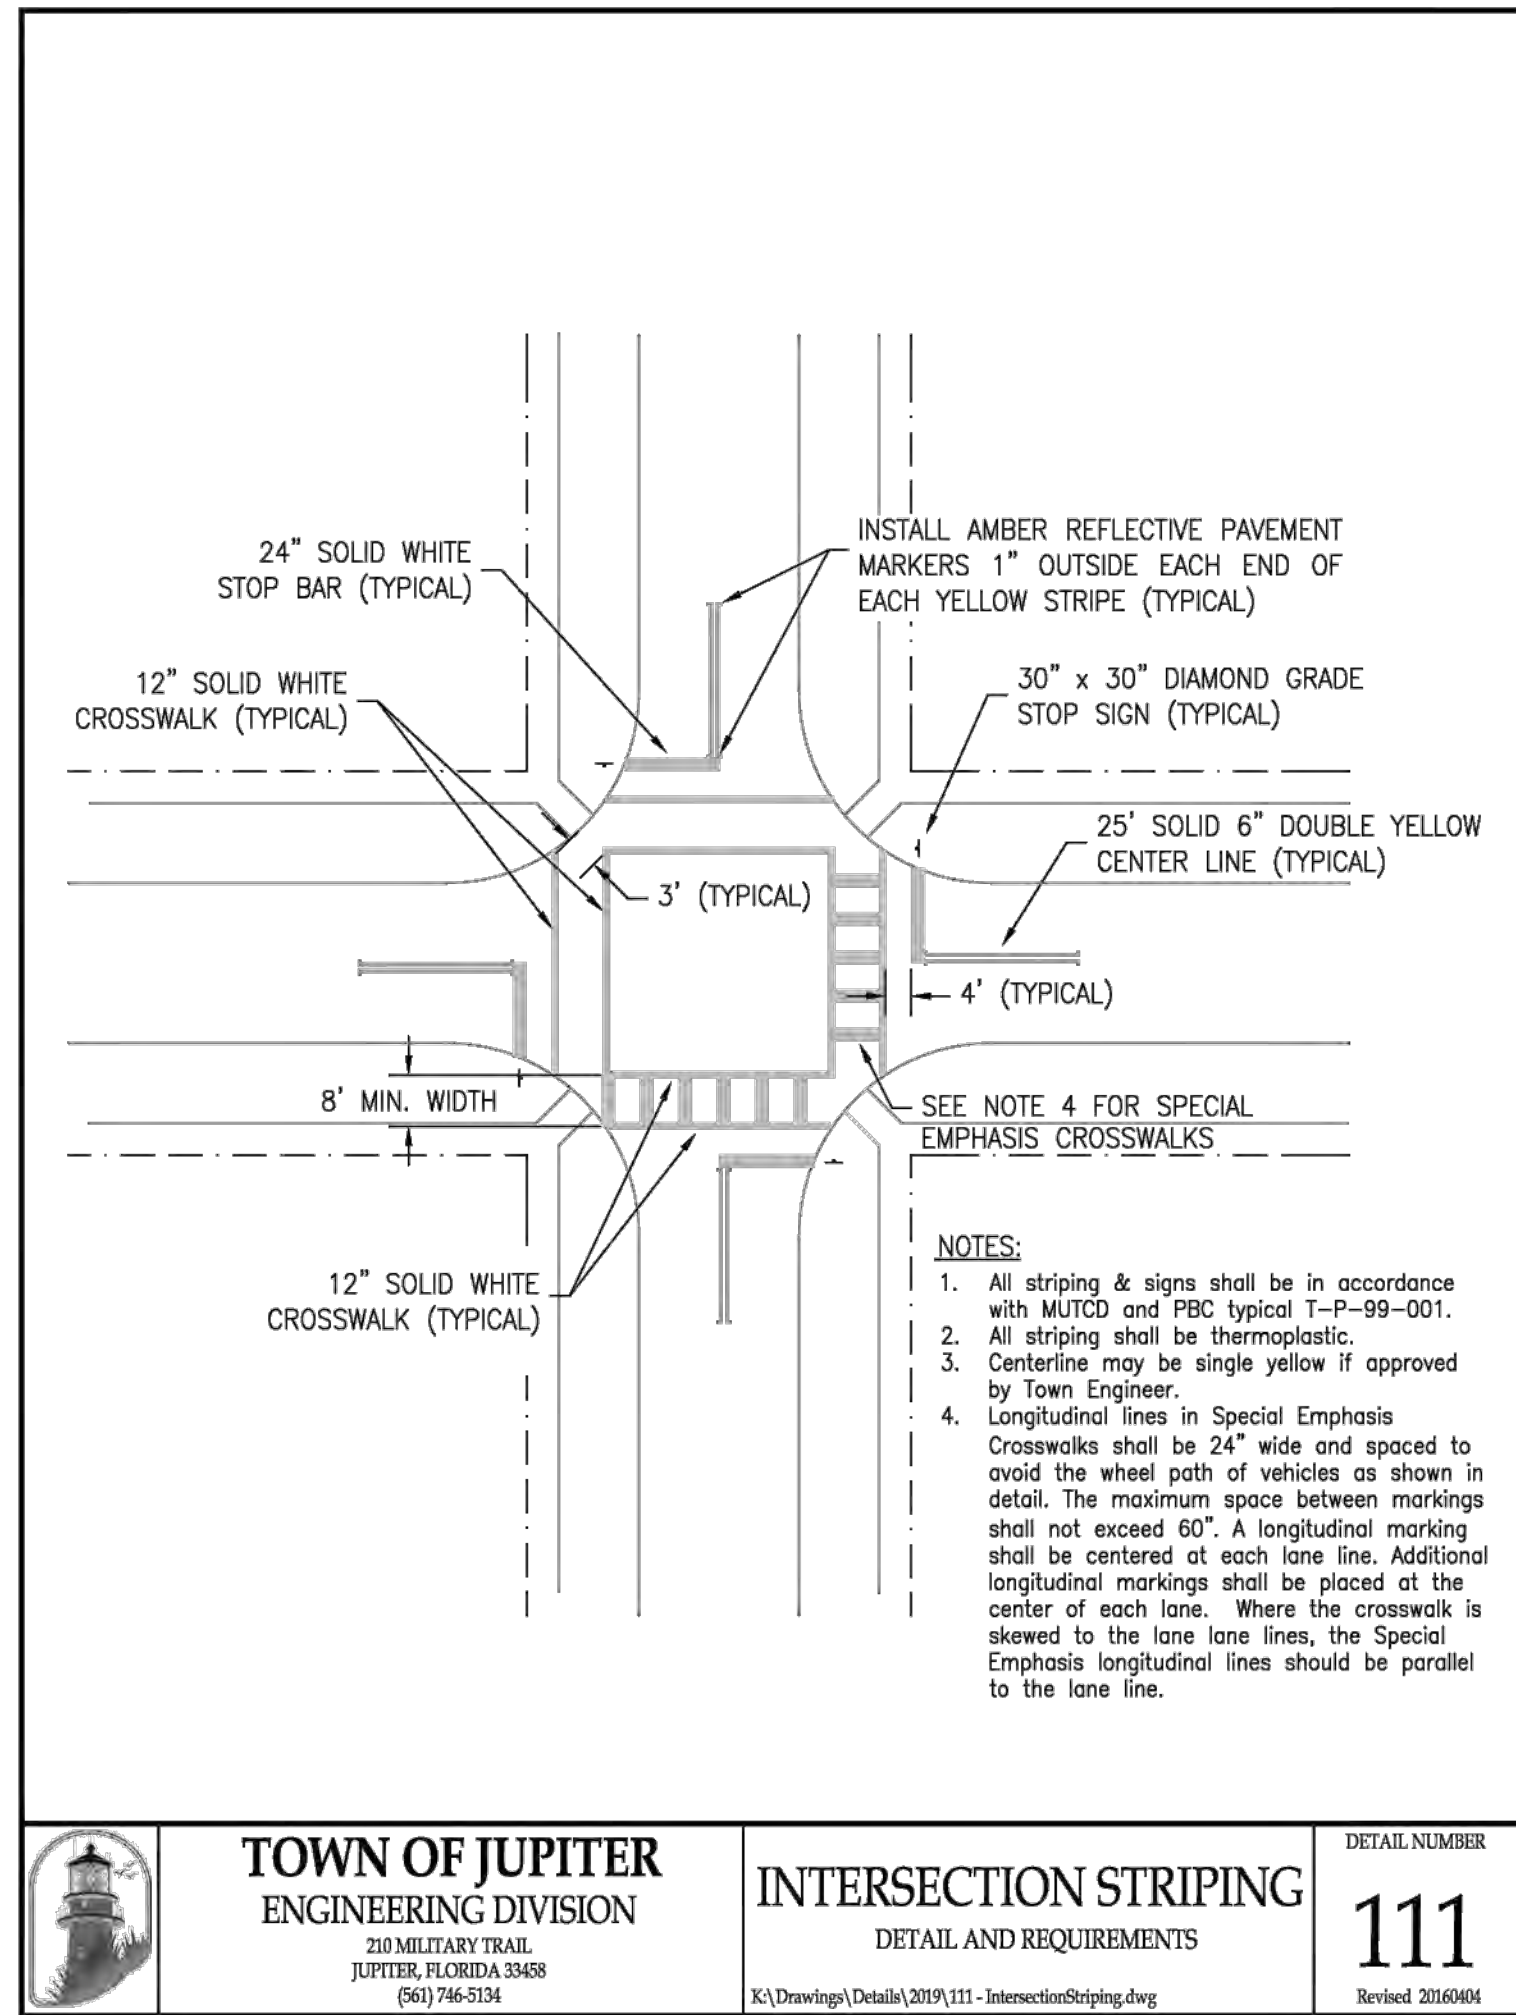 24" SOLID WHITE
STOP BAR (TYPICAL)
INSTALL AMBER REFLECTIVE PAVEMENT
MARKERS 1" OUTSIDE EACH END OF
EACH YELLOW STRIPE (TYPICAL)
12" SOLID WHITE
CROSSWALK (TYPICAL)
30" x 30" DIAMOND GRADE
STOP SIGN (TYPICAL)
25' SOLID 6" DOUBLE YELLOW
CENTER LINE (TYPICAL)
3' (TYPICAL)
4' (TYPICAL)
8' MIN. WIDTH
SEE NOTE 4 FOR SPECIAL
EMPHASIS CROSSWALKS
12" SOLID WHITE
CROSSWALK (TYPICAL)
NOTES:
1. All striping & signs shall be in accordance
with MUTCD and PBC typical T-P-99-001.
2. All striping shall be thermoplastic.
3. Centerline may be single yellow if approved
by Town Engineer.
4. Longitudinal lines in Special Emphasis
Crosswalks shall be 24" wide and spaced to
avoid the wheel path of vehicles as shown in
detail. The maximum space between markings
shall not exceed 60". A longitudinal marking
shall be centered at each lane line. Additional
longitudinal markings shall be placed at the
center of each lane. Where the crosswalk is
skewed to the lane lane lines, the Special
Emphasis longitudinal lines should be parallel
to the lane line.
TOWN OF JUPITER
ENGINEERING DIVISION
210 MILITARY TRAIL
JUPITER, FLORIDA 33458
(561) 746-5134
INTERSECTION STRIPING
DETAIL AND REQUIREMENTS
K:\Drawings\Details\2019\111 - IntersectionStriping.dwg
DETAIL NUMBER
111
Revised 20160404